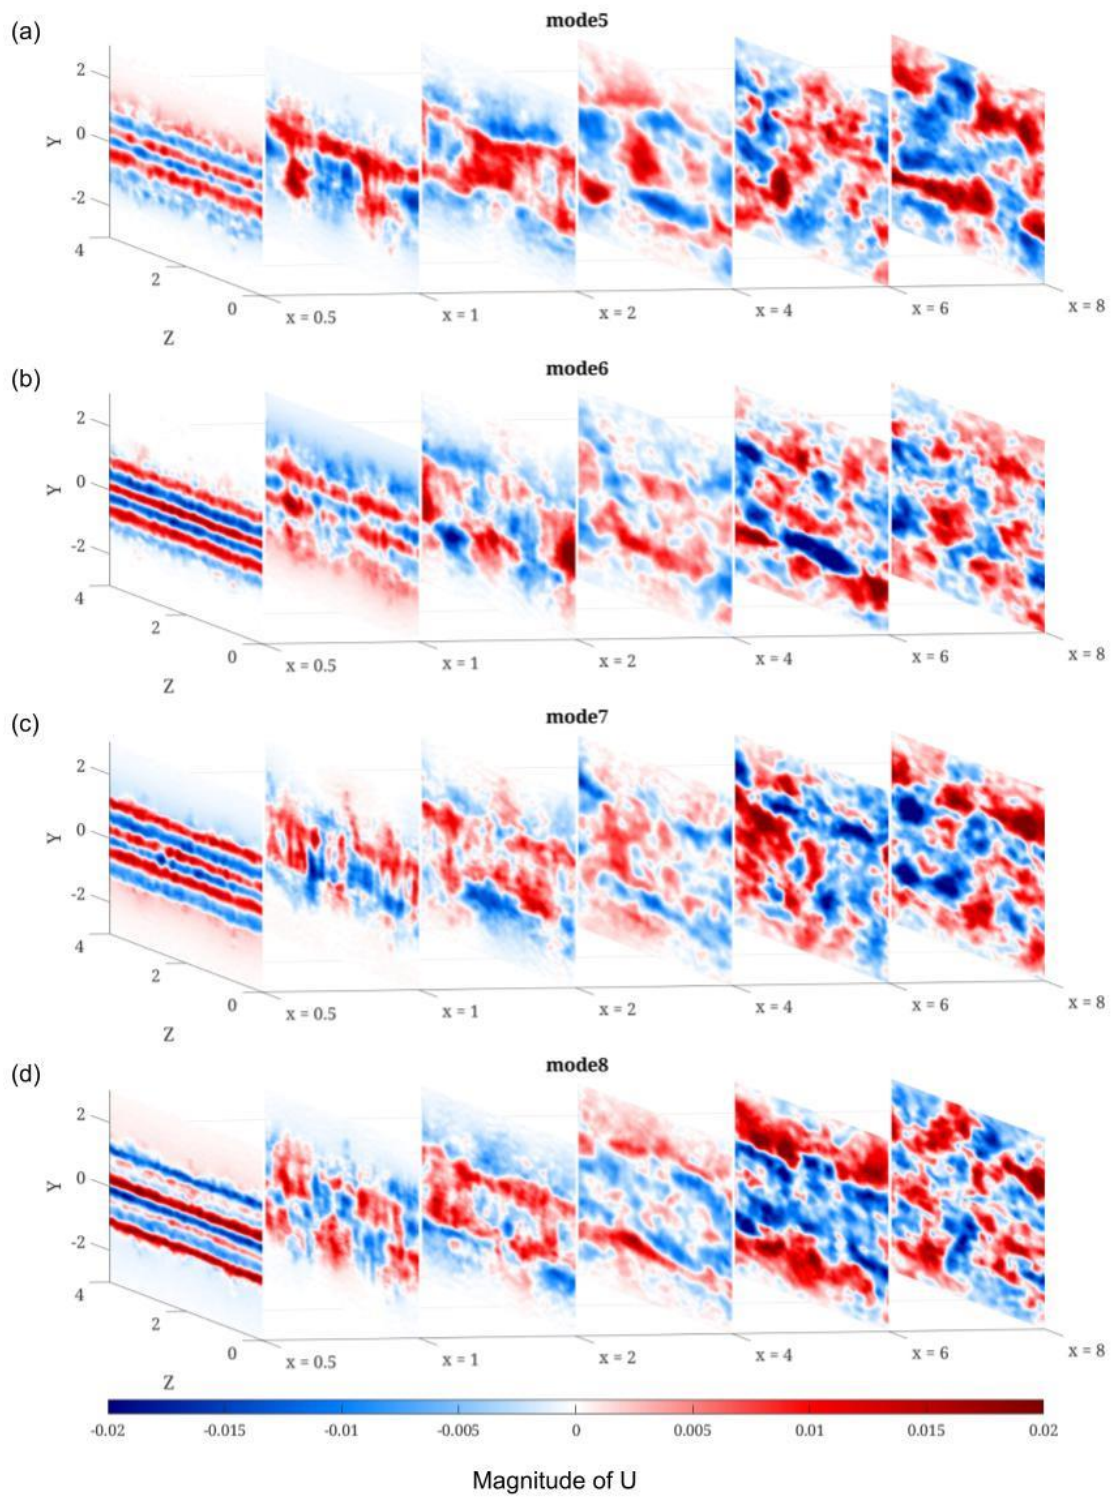 (a)
mode5
2
0
-2
Y
4
2
0
Z
x = 0.5
x = 1
x = 2
x = 4
x = 6
x = 8
(b)
mode6
2
0
-2
Y
4
2
0
Z
x = 0.5
x = 1
x = 2
x = 4
x = 6
x = 8
(c)
mode7
2
0
-2
Y
4
2
0
Z
x = 0.5
x = 1
x = 2
x = 4
x = 6
x = 8
(d)
mode8
2
0
-2
Y
4
2
0
Z
x = 0.5
x = 1
x = 2
x = 4
x = 6
x = 8
-0.02 -0.015 -0.01 -0.005 0 0.005 0.01 0.015 0.02
Magnitude of U